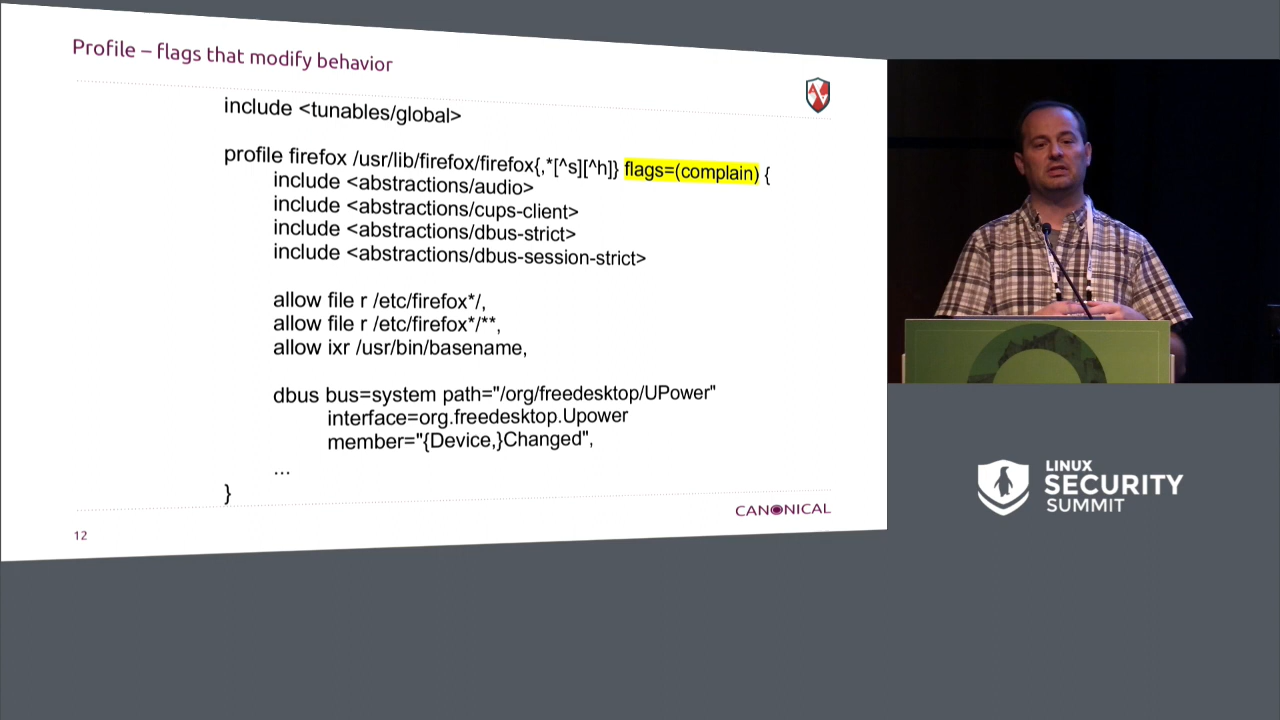 Profile – flags that modify behavior
include <tunables/global>
profile firefox /usr/lib/firefox/firefox{,*[^s][^h]} flags=(complain) {
include <abstractions/audio>
include <abstractions/cups-client>
include <abstractions/dbus-strict>
include <abstractions/dbus-session-strict>
allow file r /etc/firefox*/,
allow file r /etc/firefox*/**,
allow ixr /usr/bin/basename,
dbus bus=system path="/org/freedesktop/UPower"
interface=org.freedesktop.Upower
member="{Device,}Changed",
...
}
CANONICAL
12
LINUX
SECURITY
SUMMIT